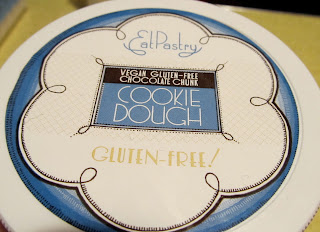 EatPastry
VEGAN GLUTEN-FREE
CHOCOLATE CHUNK
COOKIE
DOUGH
GLUTEN-FREE!